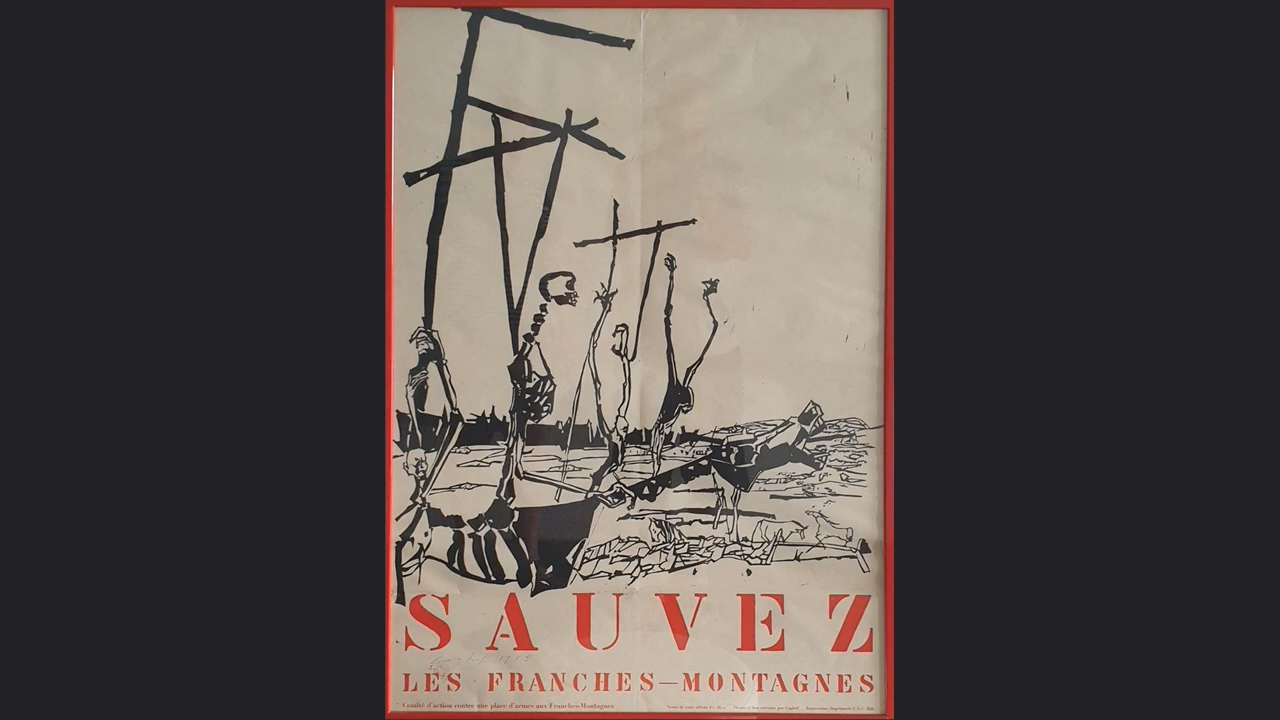 SAUVEZ
LES FRANCHES—MONTAGNES
Comité d'action contre une place d'armes aux Franches-Montagnes